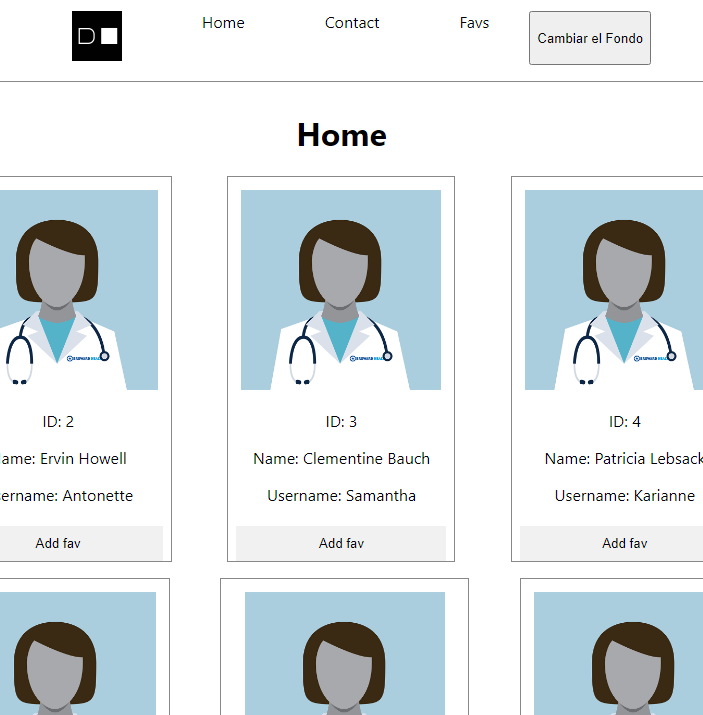 D
Home
Contact
Favs
Cambiar el Fondo
Home
ID: 2
ID: 3
ID: 4
ame: Ervin Howell
Name: Clementine Bauch
Name: Patricia Lebsack
sername: Antonette
Username: Samantha
Username: Karianne
Add fav
Add fav
Add fav